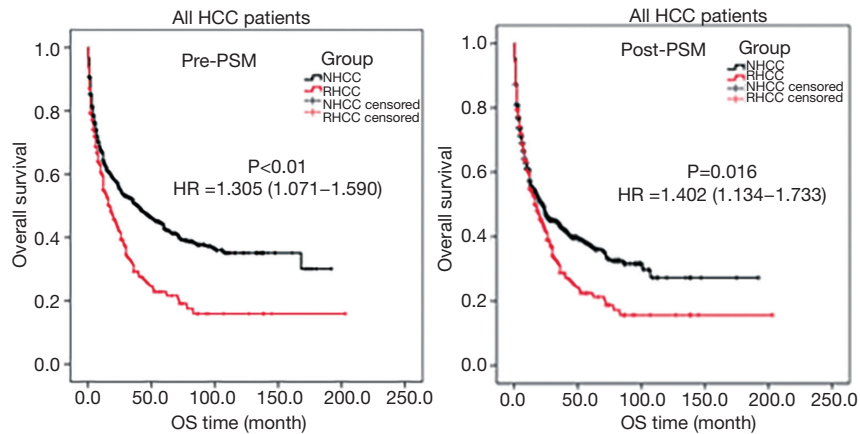 All HCC patients
Pre-PSM
Group
NHCC
RHCC
NHCC censored
RHCC censored
P<0.01
HR =1.305 (1.071–1.590)
Overall survival
1.0
0.8
0.6
0.4
0.2
0.0
0.0 50.0 100.0 150.0 200.0 250.0
OS time (month)
All HCC patients
Post-PSM
Group
NHCC
RHCC
NHCC censored
RHCC censored
P=0.016
HR =1.402 (1.134–1.733)
Overall survival
1.0
0.8
0.6
0.4
0.2
0.0
0.0 50.0 100.0 150.0 200.0 250.0
OS time (month)